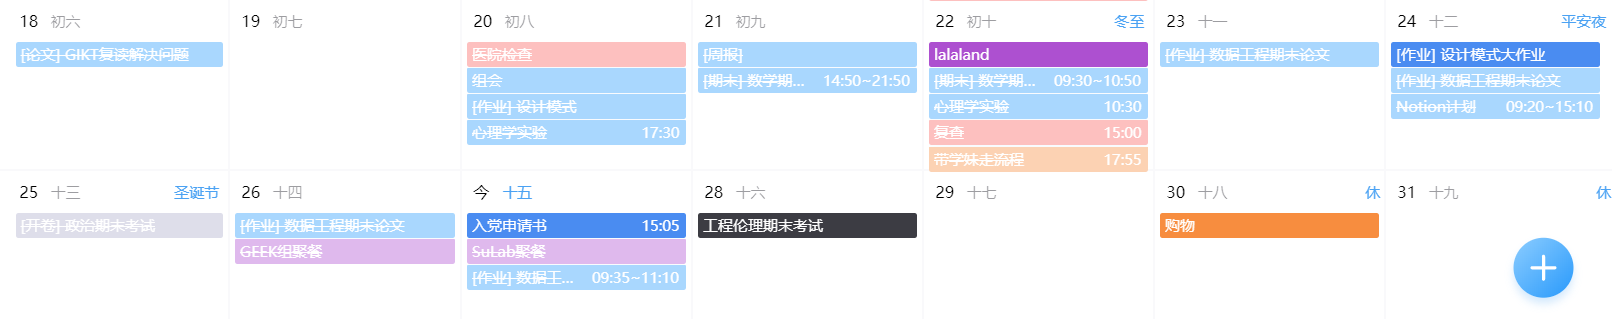 18 初六
19 初七
20 初八
21 初九
22 初十 冬至
23 十一
24 十二 平安夜
[论文] GIKT复读解决问题
医院检查
组会
[作业] 设计模式
心理学实验 17:30
[周报]
[期末] 数学期... 14:50~21:50
lalaland
[期末] 数学期... 09:30~10:50
心理学实验 10:30
复查 15:00
带学妹走流程 17:55
[作业] 数据工程期末论文
[作业] 设计模式大作业
[作业] 数据工程期末论文
Notion计划 09:20~15:10
25 十三 圣诞节
26 十四
今 十五
28 十六
29 十七
30 十八 休
31 十九 休
[开卷] 政治期末考试
[作业] 数据工程期末论文
GEEK组聚餐
入党申请书 15:05
SuLab聚餐
[作业] 数据工... 09:35~11:10
工程伦理期末考试
购物